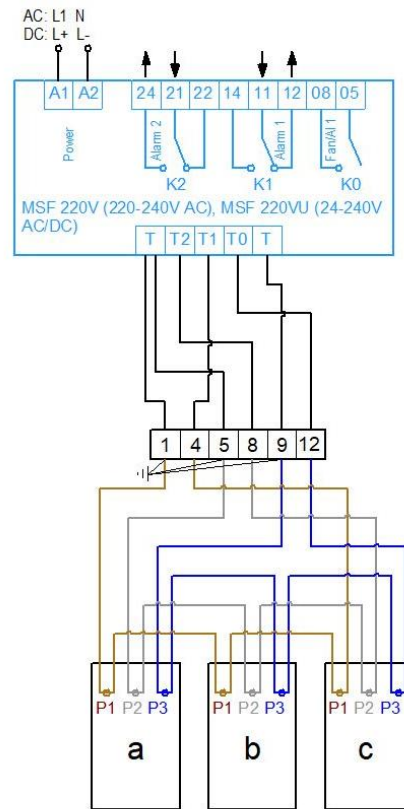 AC: L1 N
DC: L+ L-
A1 A2 24 21 22 14 11 12 08 05
Power
Alarm 2
Alarm 1
Fan/Al 1
K2 K1 K0
MSF 220V (220-240V AC), MSF 220VU (24-240V
AC/DC)
T T2 T1 T0 T
1 4 5 8 9 12
P1 P2 P3 P1 P2 P3 P1 P2 P3
a b c